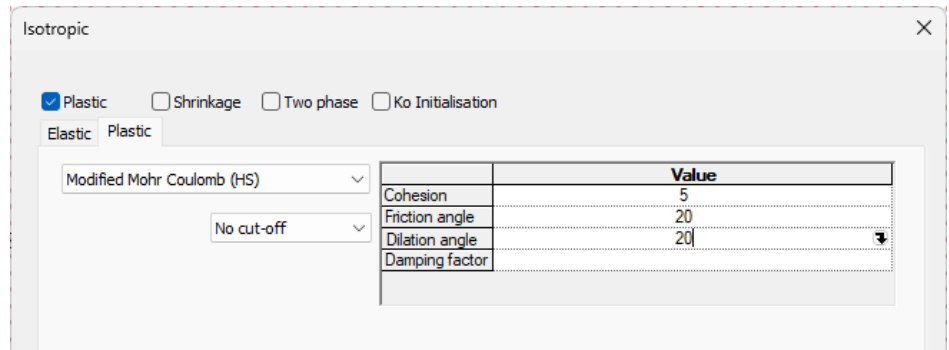 Isotropic
Plastic Shrinkage Two phase Ko Initialisation
Elastic Plastic
Modified Mohr Coulomb (HS)
No cut-off
Value
Cohesion 5
Friction angle 20
Dilation angle 20
Damping factor